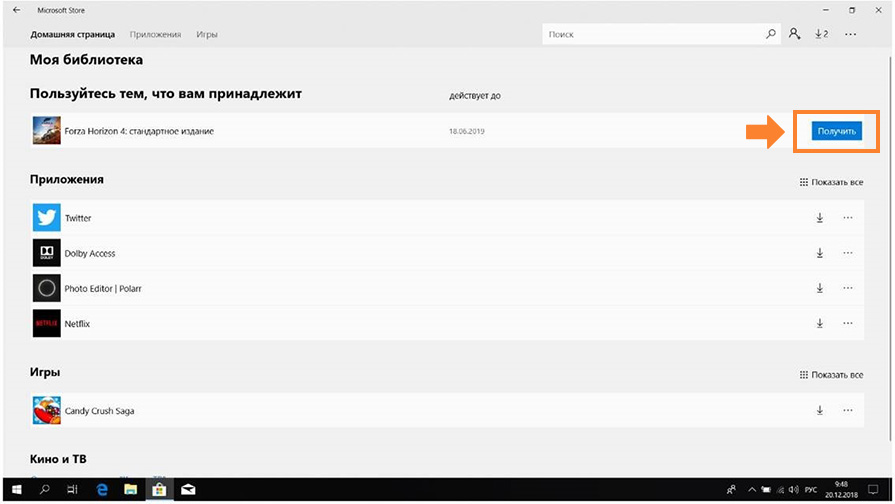 Microsoft Store
Домашняя страница Приложения Игры
Поиск
2
Моя библиотека
Пользуйтесь тем, что вам принадлежит
действует до
Forza Horizon 4: стандартное издание
18.06.2019
Получить
Приложения
Показать все
Twitter
DOLBY
Dolby Access
Photo Editor | Polarr
NETFLIX
Netflix
Игры
Показать все
Candy Crush Saga
Кино и ТВ
РУС
9:48
20.12.2018